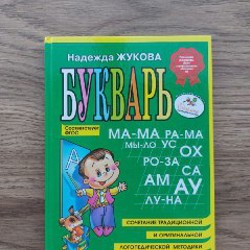 Надежда ЖУКОВА
БУКВАРЬ
Соответствует
ФГОС
МА-МА РА-МА
МЫ-ЛО УС ОХ
РО-ЗА
АМ СА
АУ
ЛУ-НА
СОЧЕТАНИЕ ТРАДИЦИОННОЙ
И ОРИГИНАЛЬНОЙ
ЛОГОПЕДИЧЕСКОЙ МЕТОДИКИ